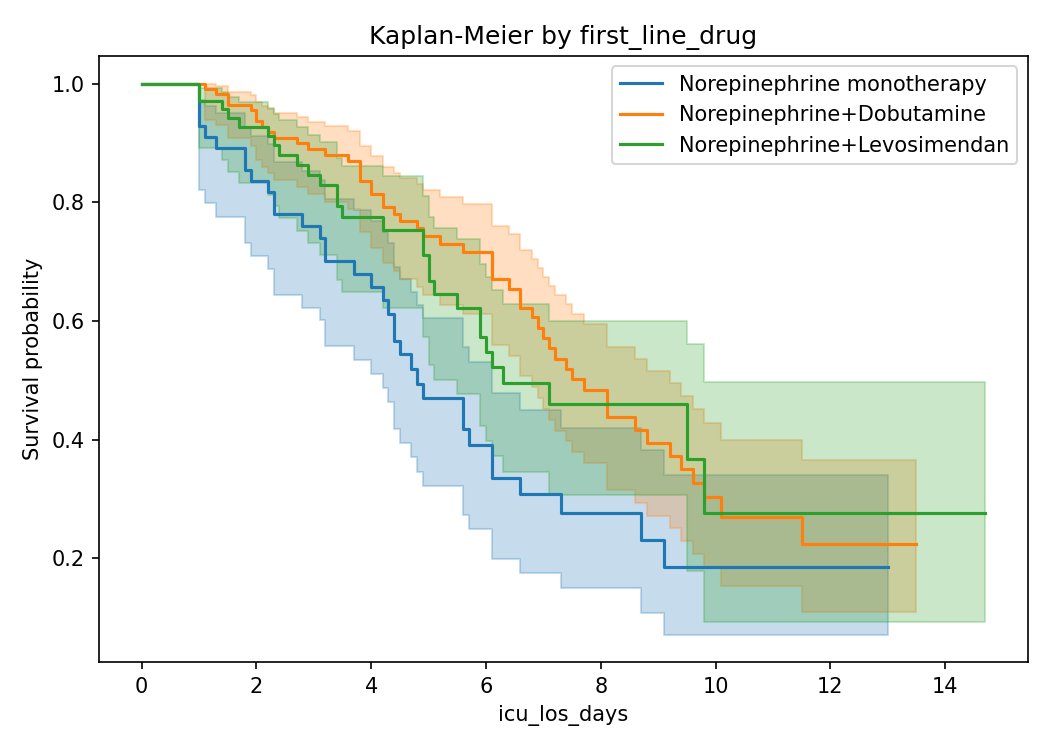 Kaplan-Meier by first_line_drug
Norepinephrine monotherapy
Norepinephrine+Dobutamine
Norepinephrine+Levosimendan
Survival probability
1.0
0.8
0.6
0.4
0.2
0 2 4 6 8 10 12 14
icu_los_days